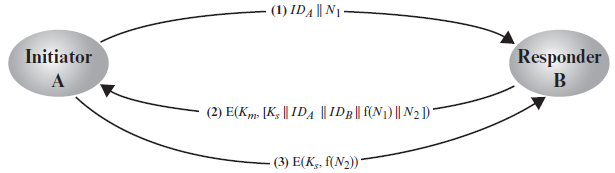 (1) ID_A || N_1
Initiator
A
Responder
B
(2) E(K_m, [K_s || ID_A || ID_B || f(N_1) || N_2])
(3) E(K_s, f(N_2))